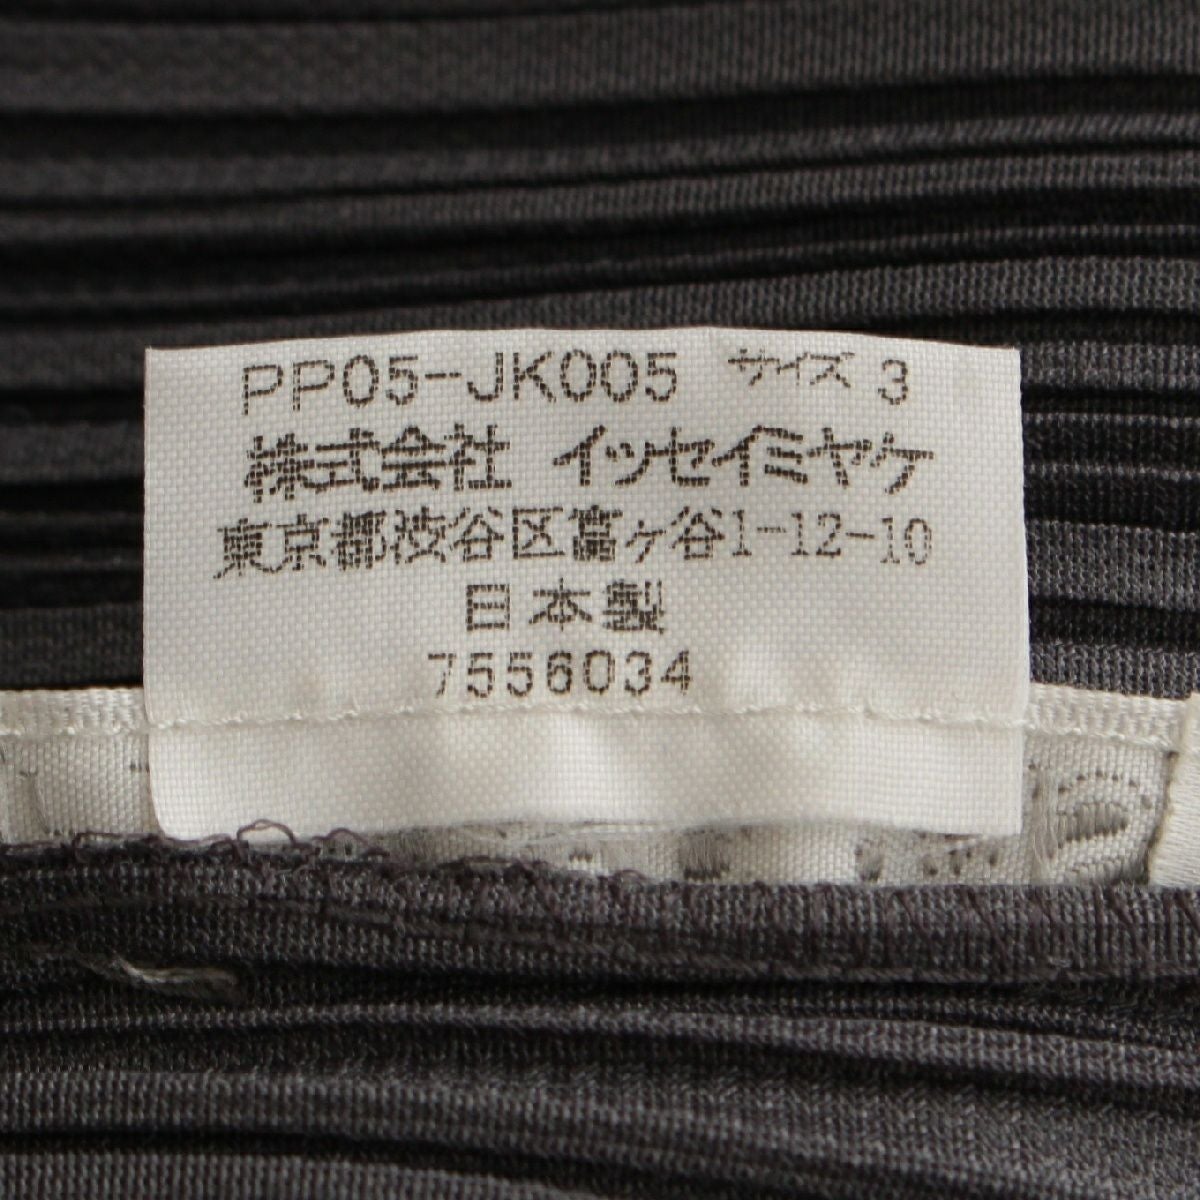 PP05-JK005 サイズ 3
株式会社 イッセイミヤケ
東京都渋谷区富ヶ谷1-12-10
日本製
7556034